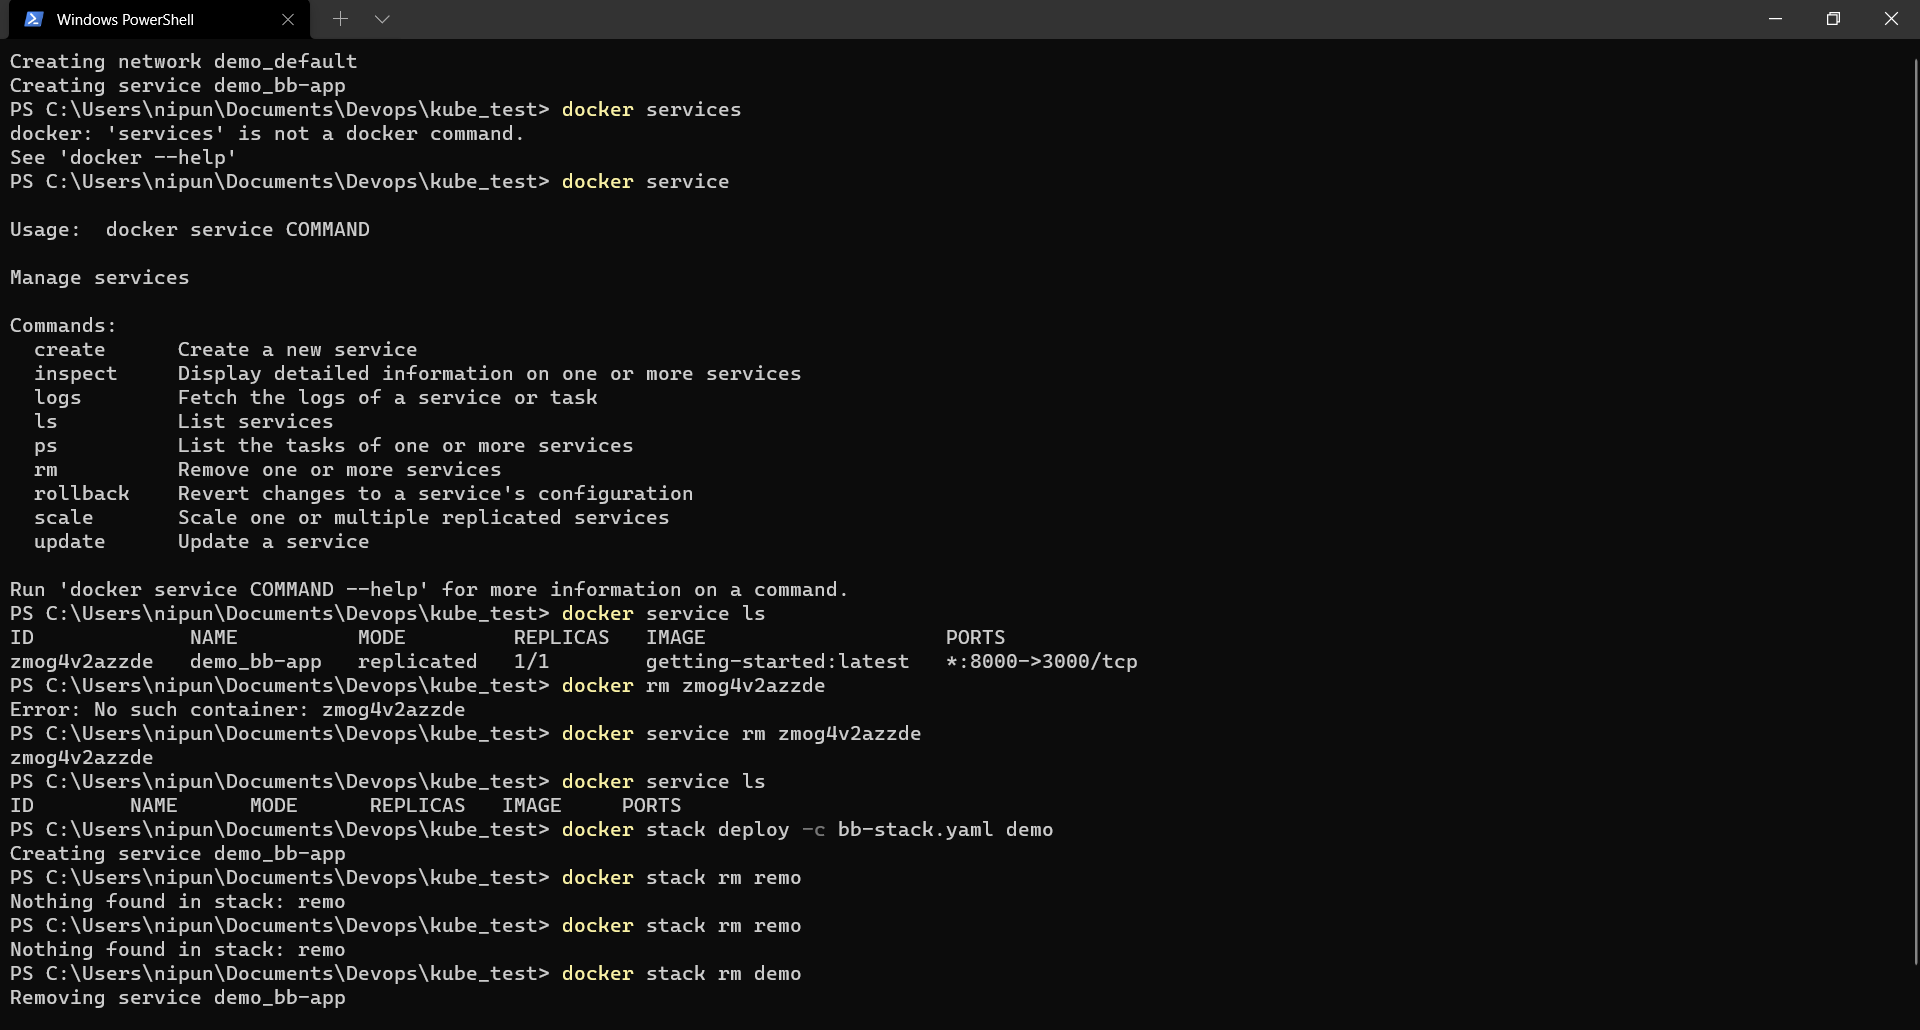 Windows PowerShell
Creating network demo_default
Creating service demo_bb-app
PS C:\Users\nipun\Documents\Devops\kube_test> docker services
docker: 'services' is not a docker command.
See 'docker --help'
PS C:\Users\nipun\Documents\Devops\kube_test> docker service

Usage:  docker service COMMAND

Manage services

Commands:
  create      Create a new service
  inspect     Display detailed information on one or more services
  logs        Fetch the logs of a service or task
  ls          List services
  ps          List the tasks of one or more services
  rm          Remove one or more services
  rollback    Revert changes to a service's configuration
  scale       Scale one or multiple replicated services
  update      Update a service

Run 'docker service COMMAND --help' for more information on a command.
PS C:\Users\nipun\Documents\Devops\kube_test> docker service ls
ID             NAME          MODE         REPLICAS   IMAGE                    PORTS
zmog4v2azzde   demo_bb-app   replicated   1/1        getting-started:latest   *:8000->3000/tcp
PS C:\Users\nipun\Documents\Devops\kube_test> docker rm zmog4v2azzde
Error: No such container: zmog4v2azzde
PS C:\Users\nipun\Documents\Devops\kube_test> docker service rm zmog4v2azzde
zmog4v2azzde
PS C:\Users\nipun\Documents\Devops\kube_test> docker service ls
ID        NAME      MODE      REPLICAS   IMAGE     PORTS
PS C:\Users\nipun\Documents\Devops\kube_test> docker stack deploy -c bb-stack.yaml demo
Creating service demo_bb-app
PS C:\Users\nipun\Documents\Devops\kube_test> docker stack rm remo
Nothing found in stack: remo
PS C:\Users\nipun\Documents\Devops\kube_test> docker stack rm remo
Nothing found in stack: remo
PS C:\Users\nipun\Documents\Devops\kube_test> docker stack rm demo
Removing service demo_bb-app